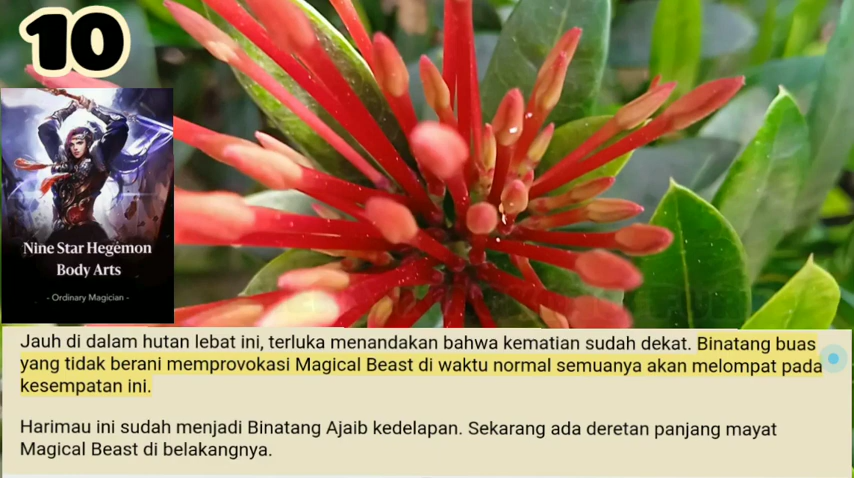 10
Nine Star Hegemon
Body Arts
- Ordinary Magician -
Jauh di dalam hutan lebat ini, terluka menandakan bahwa kematian sudah dekat. Binatang buas
yang tidak berani memprovokasi Magical Beast di waktu normal semuanya akan melompat pada
kesempatan ini.
Harimau ini sudah menjadi Binatang Ajaib kedelapan. Sekarang ada deretan panjang mayat
Magical Beast di belakangnya.